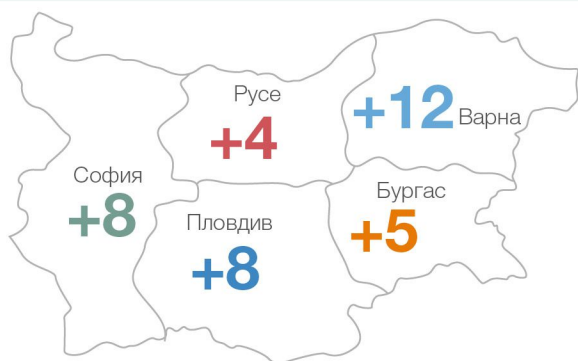 Русе
+4
+12 Варна
София
+8
Бургас
+5
Пловдив
+8